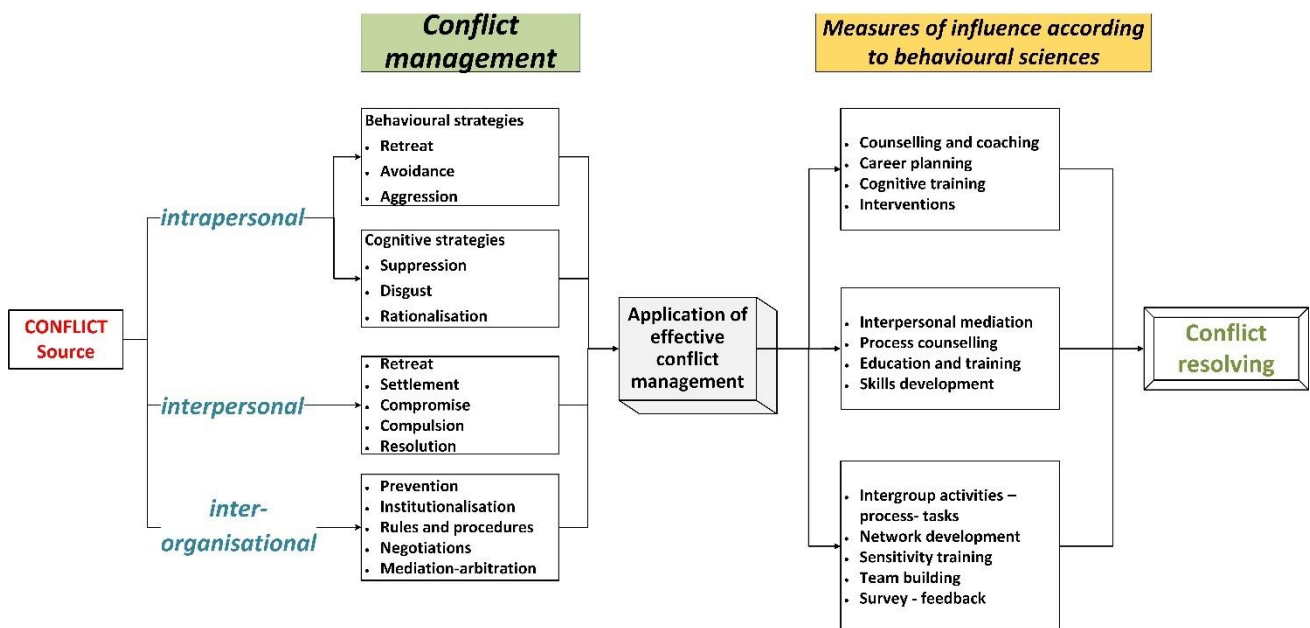 Conflict
management
Measures of influence according
to behavioural sciences
CONFLICT
Source
intrapersonal
interpersonal
inter-
organisational
Behavioural strategies
• Retreat
• Avoidance
• Aggression
Cognitive strategies
• Suppression
• Disgust
• Rationalisation
• Retreat
• Settlement
• Compromise
• Compulsion
• Resolution
• Prevention
• Institutionalisation
• Rules and procedures
• Negotiations
• Mediation-arbitration
Application of
effective
conflict
management
• Counselling and coaching
• Career planning
• Cognitive training
• Interventions
• Interpersonal mediation
• Process counselling
• Education and training
• Skills development
• Intergroup activities –
process- tasks
• Network development
• Sensitivity training
• Team building
• Survey - feedback
Conflict
resolving